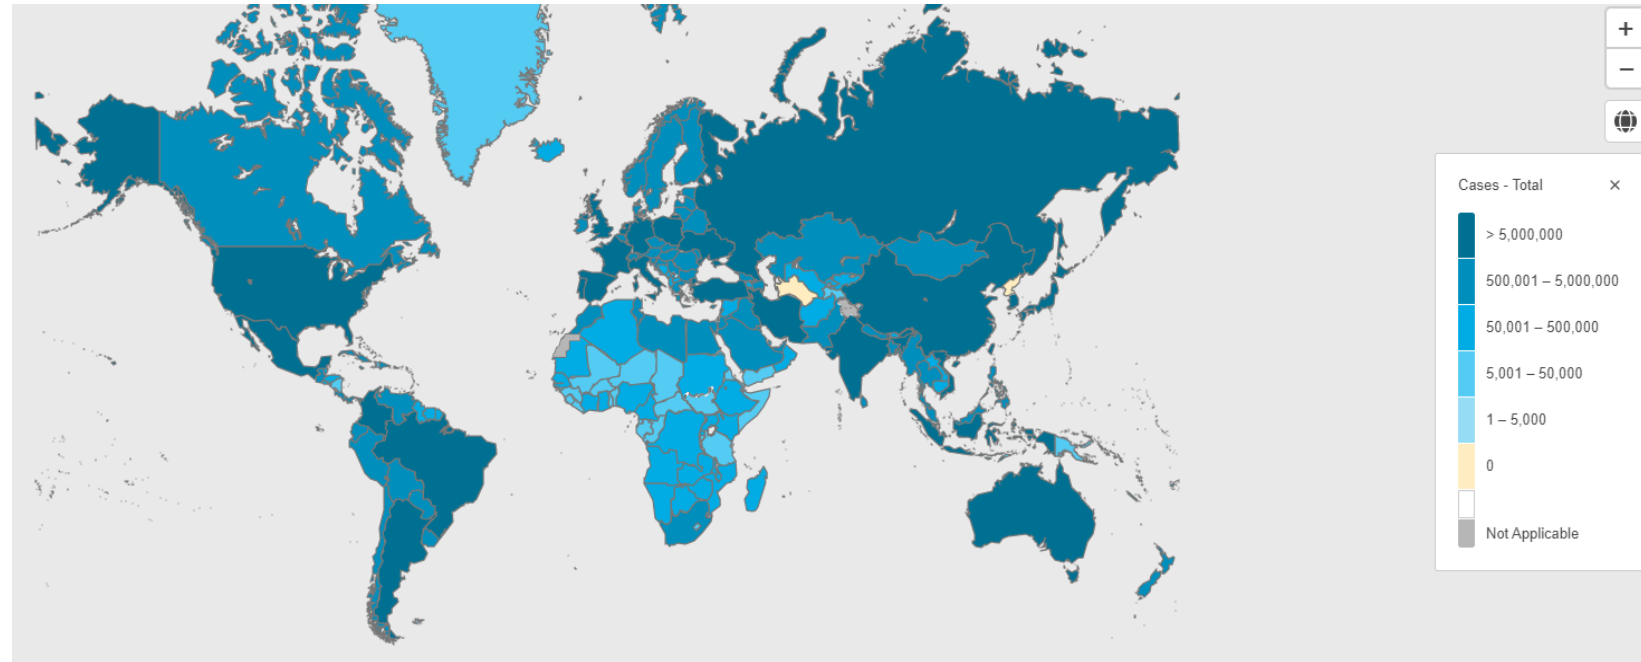 +
−
Cases - Total ×
> 5,000,000
500,001 – 5,000,000
50,001 – 500,000
5,001 – 50,000
1 – 5,000
0
Not Applicable